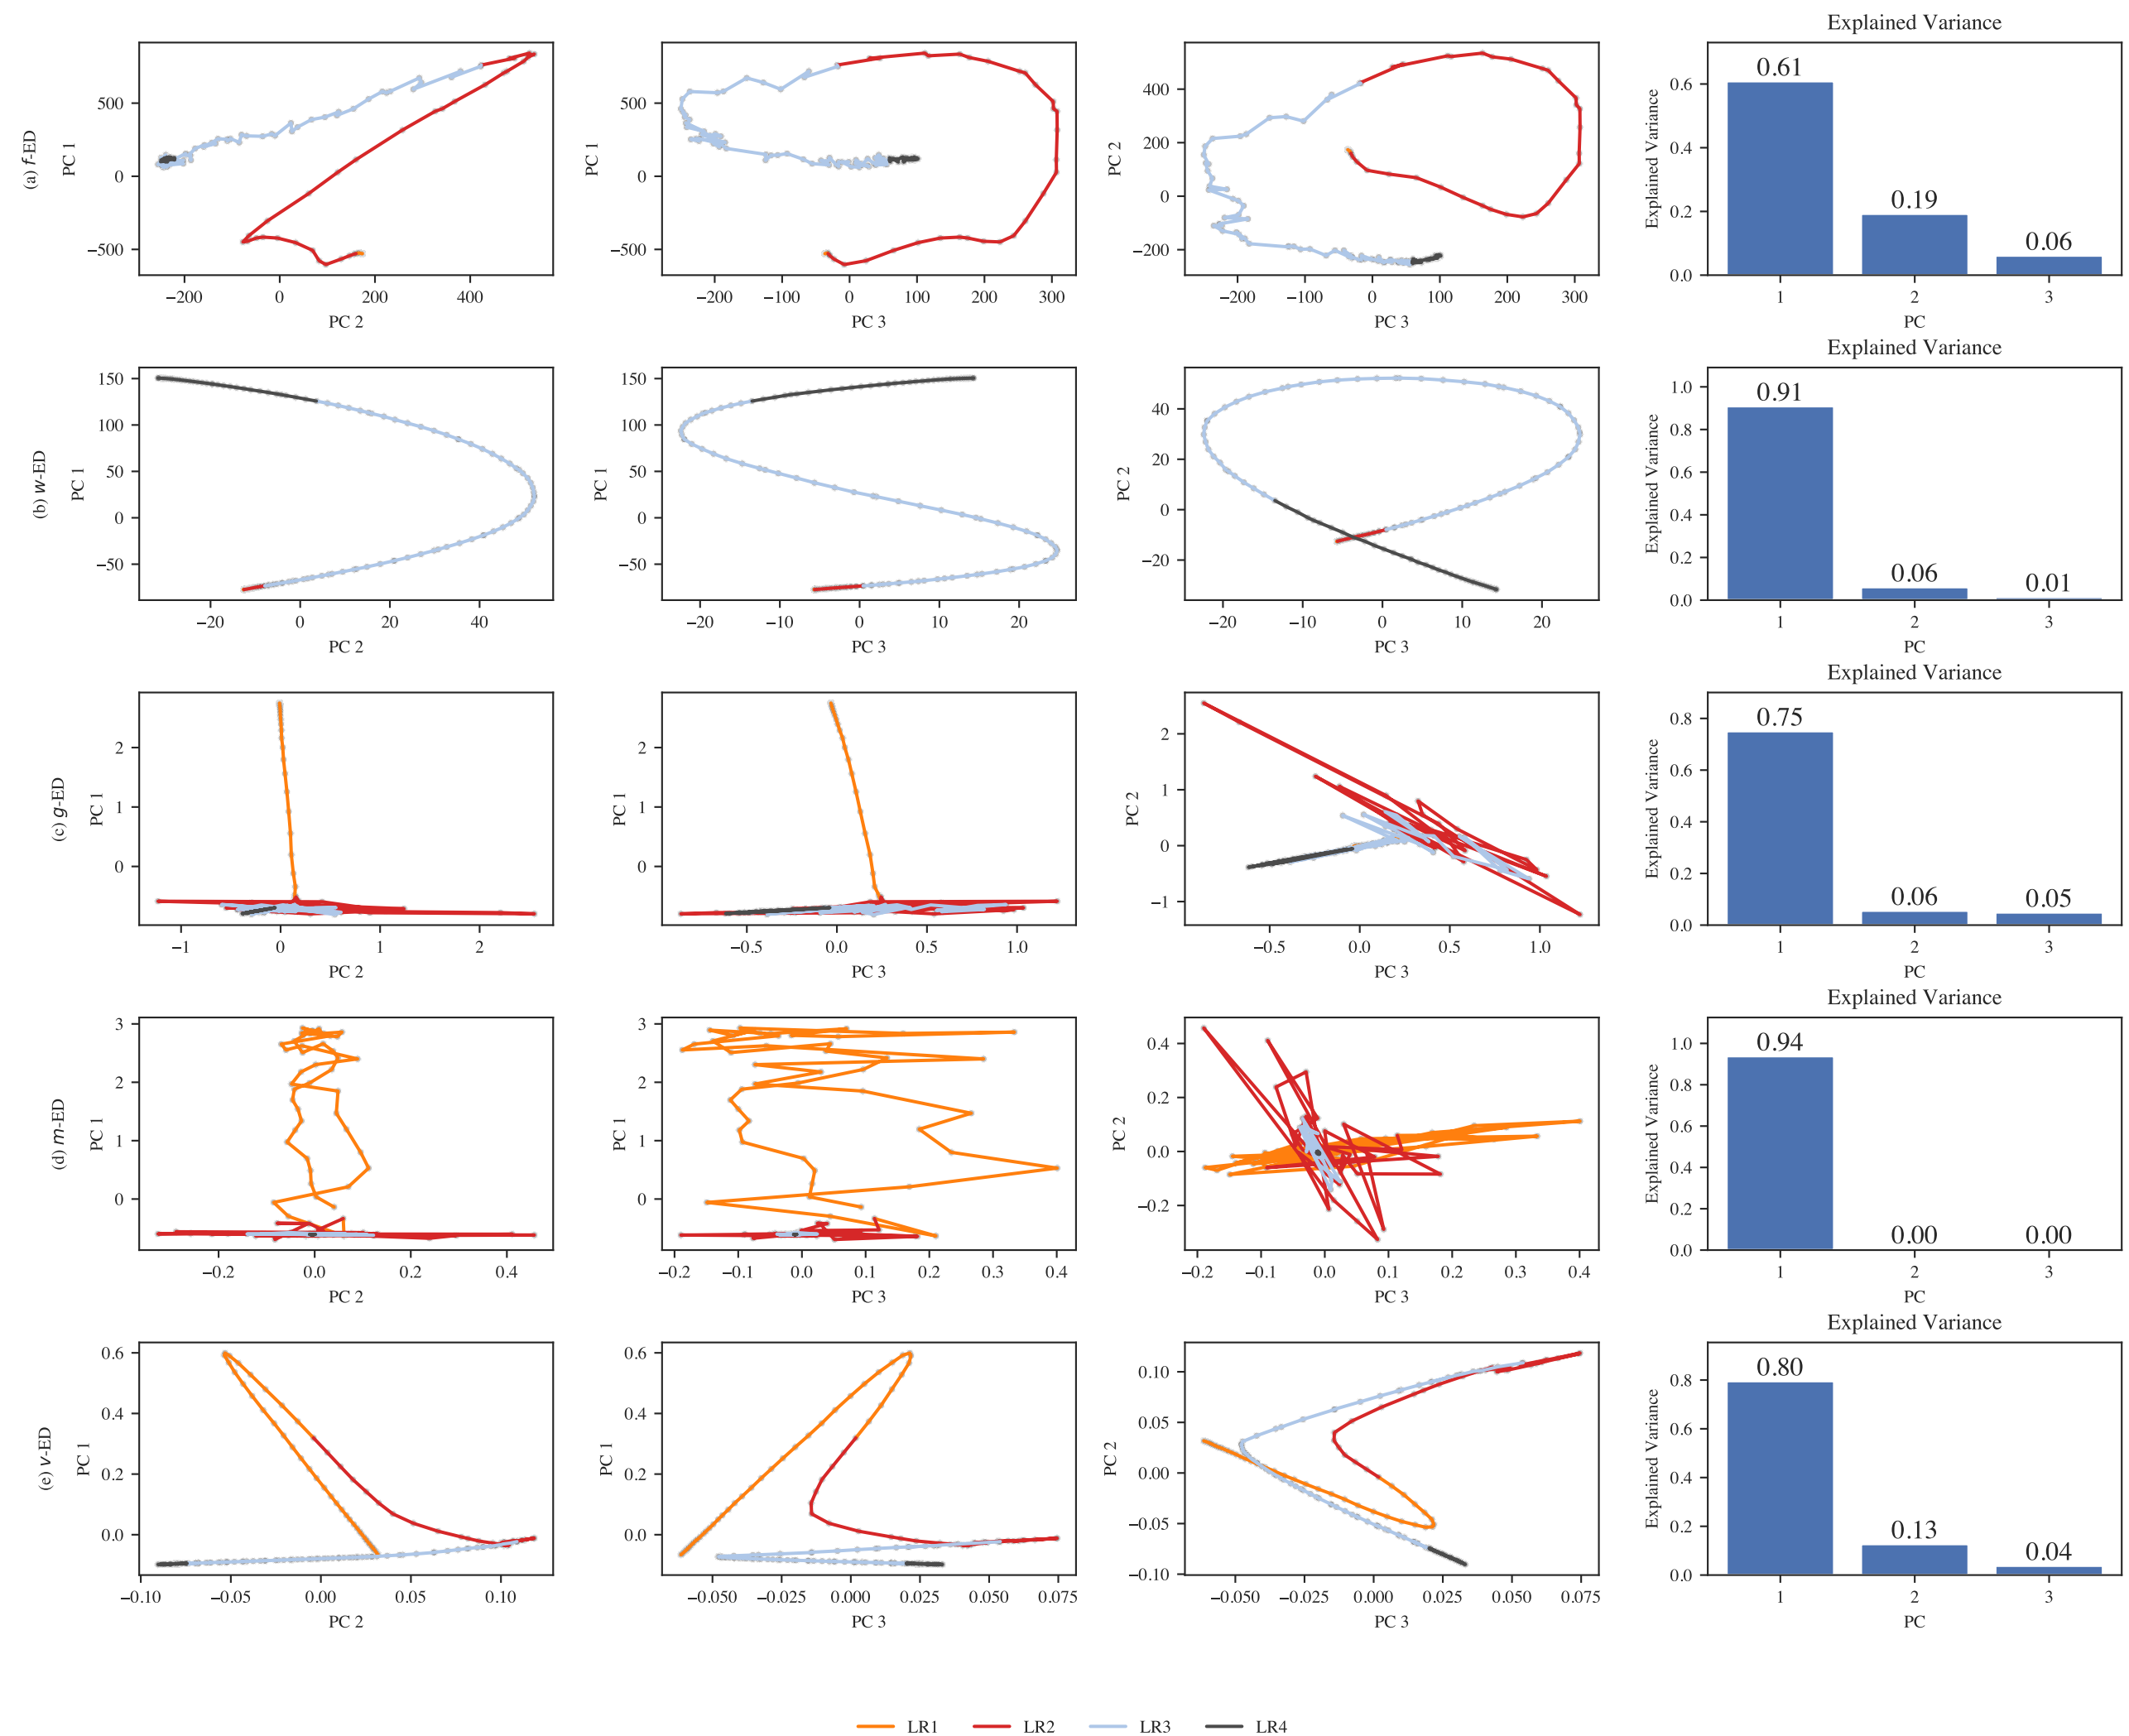 Explained Variance
(a) f-ED
PC 1
500
0
−500
−200 0 200 400
PC 2
PC 1
500
0
−500
−200 −100 0 100 200 300
PC 3
PC 2
400
200
0
−200
−200 −100 0 100 200 300
PC 3
Explained Variance
0.6
0.4
0.2
0.0
0.61
0.19
0.06
1 2 3
PC
Explained Variance
(b) w-ED
PC 1
150
100
50
0
−50
−20 0 20 40
PC 2
PC 1
150
100
50
0
−50
−20 −10 0 10 20
PC 3
PC 2
40
20
0
−20
−20 −10 0 10 20
PC 3
Explained Variance
1.0
0.8
0.6
0.4
0.2
0.0
0.91
0.06
0.01
1 2 3
PC
Explained Variance
(c) g-ED
PC 1
2
1
0
−1 0 1 2
PC 2
PC 1
2
1
0
−0.5 0.0 0.5 1.0
PC 3
PC 2
2
1
0
−1
−0.5 0.0 0.5 1.0
PC 3
Explained Variance
0.8
0.6
0.4
0.2
0.0
0.75
0.06
0.05
1 2 3
PC
Explained Variance
(d) m-ED
PC 1
3
2
1
0
−0.2 0.0 0.2 0.4
PC 2
PC 1
3
2
1
0
−0.2 −0.1 0.0 0.1 0.2 0.3 0.4
PC 3
PC 2
0.4
0.2
0.0
−0.2
−0.2 −0.1 0.0 0.1 0.2 0.3 0.4
PC 3
Explained Variance
1.0
0.8
0.6
0.4
0.2
0.0
0.94
0.00
0.00
1 2 3
PC
Explained Variance
(e) v-ED
PC 1
0.6
0.4
0.2
0.0
−0.10 −0.05 0.00 0.05 0.10
PC 2
PC 1
0.6
0.4
0.2
0.0
−0.050 −0.025 0.000 0.025 0.050 0.075
PC 3
PC 2
0.10
0.05
0.00
−0.05
−0.10
−0.050 −0.025 0.000 0.025 0.050 0.075
PC 3
Explained Variance
0.8
0.6
0.4
0.2
0.0
0.80
0.13
0.04
1 2 3
PC
LR1 LR2 LR3 LR4